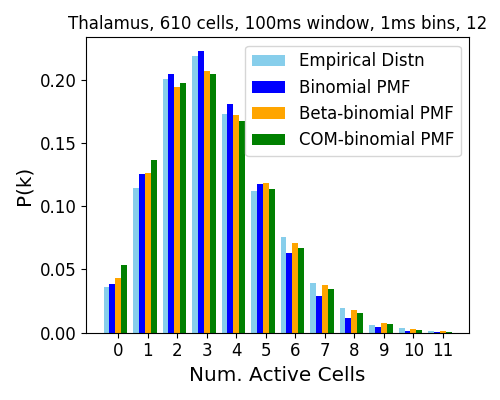 Thalamus, 610 cells, 100ms window, 1ms bins, 12
Empirical Distn
Binomial PMF
Beta-binomial PMF
COM-binomial PMF
P(k)
0.20
0.15
0.10
0.05
0.00
0 1 2 3 4 5 6 7 8 9 10 11
Num. Active Cells